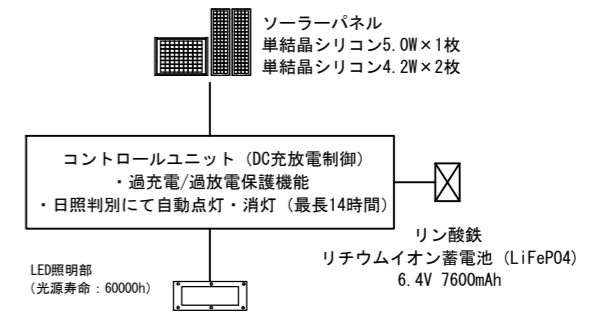 ソーラーパネル
単結晶シリコン5.0W×1枚
単結晶シリコン4.2W×2枚
コントロールユニット（DC充放電制御）
・過充電/過放電保護機能
・日照判別にて自動点灯・消灯（最長14時間）
リン酸鉄
リチウムイオン蓄電池（LiFePO4）
6.4V 7600mAh
LED照明部
（光源寿命：60000h）